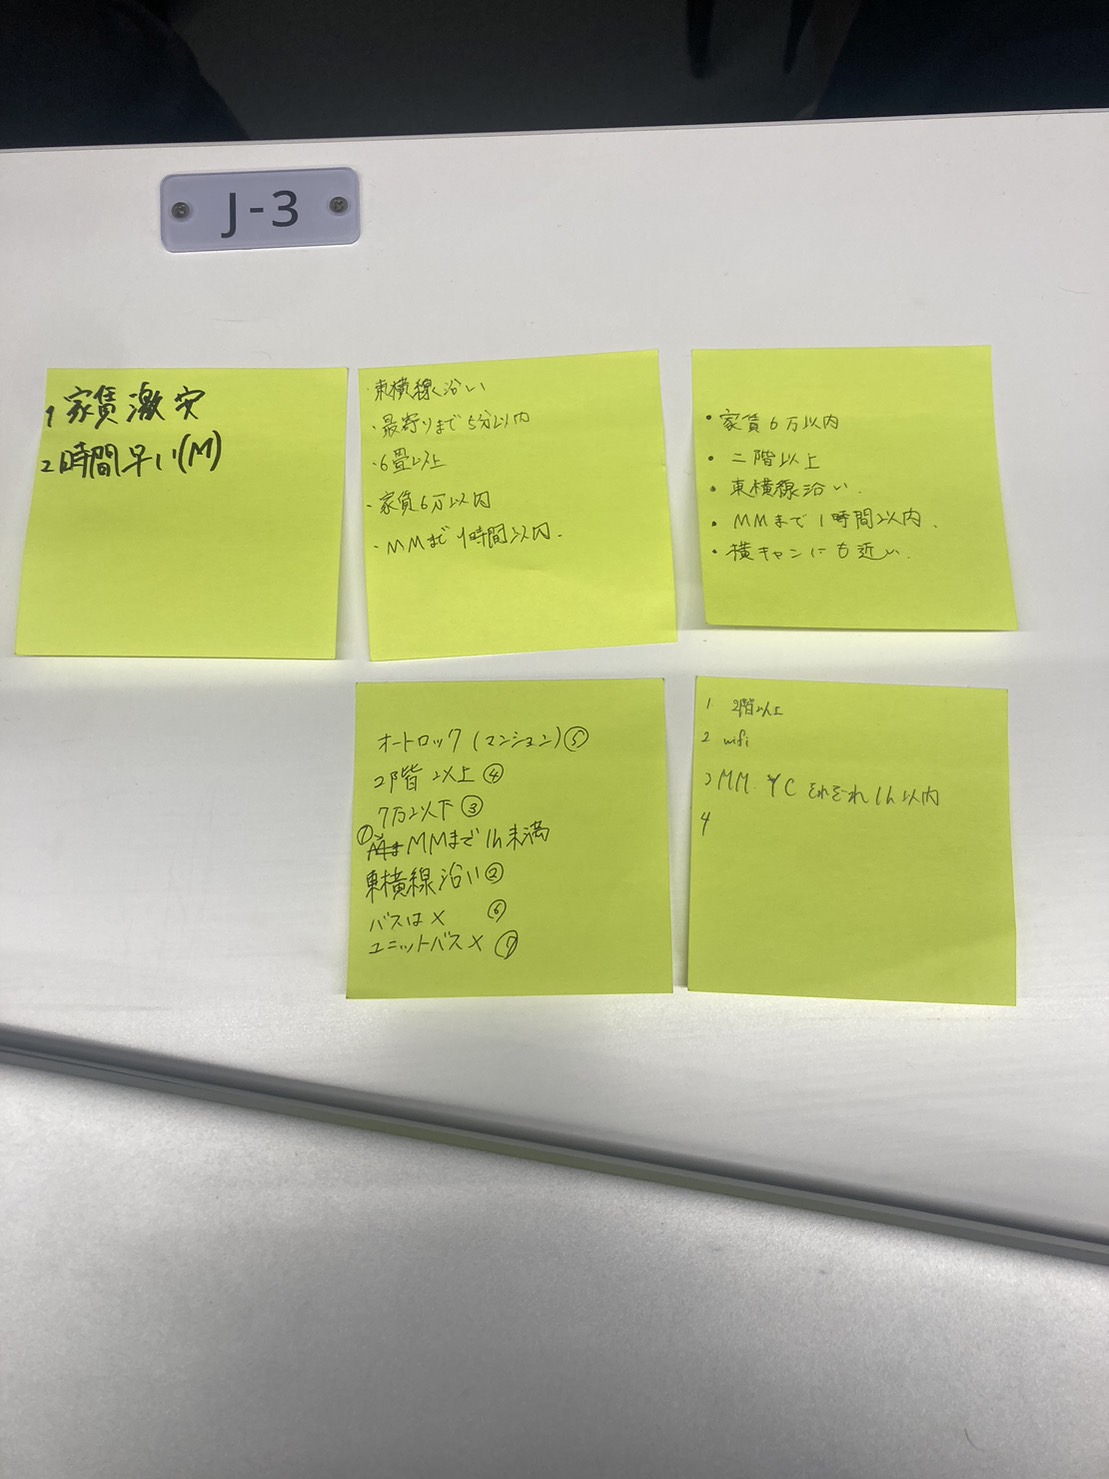 J-3
1 家賃激安
2 時間早い(M)
・東横線沿い
・最寄りまで5分以内
・6畳以上
・家賃6万以内
・MMまで1時間以内.
・家賃6万以内
・二階以上
・東横線沿い.
・MMまで1時間以内.
・横キャンにも近い.
オートロック(マンション)⑤
2階以上④
7万以下③
① MMまで1h未満
東横線沿い②
バスは× ⑥
ユニットバス× ⑦
1 2階以上
2 wifi
3 MM. YC それぞれ1h以内
4